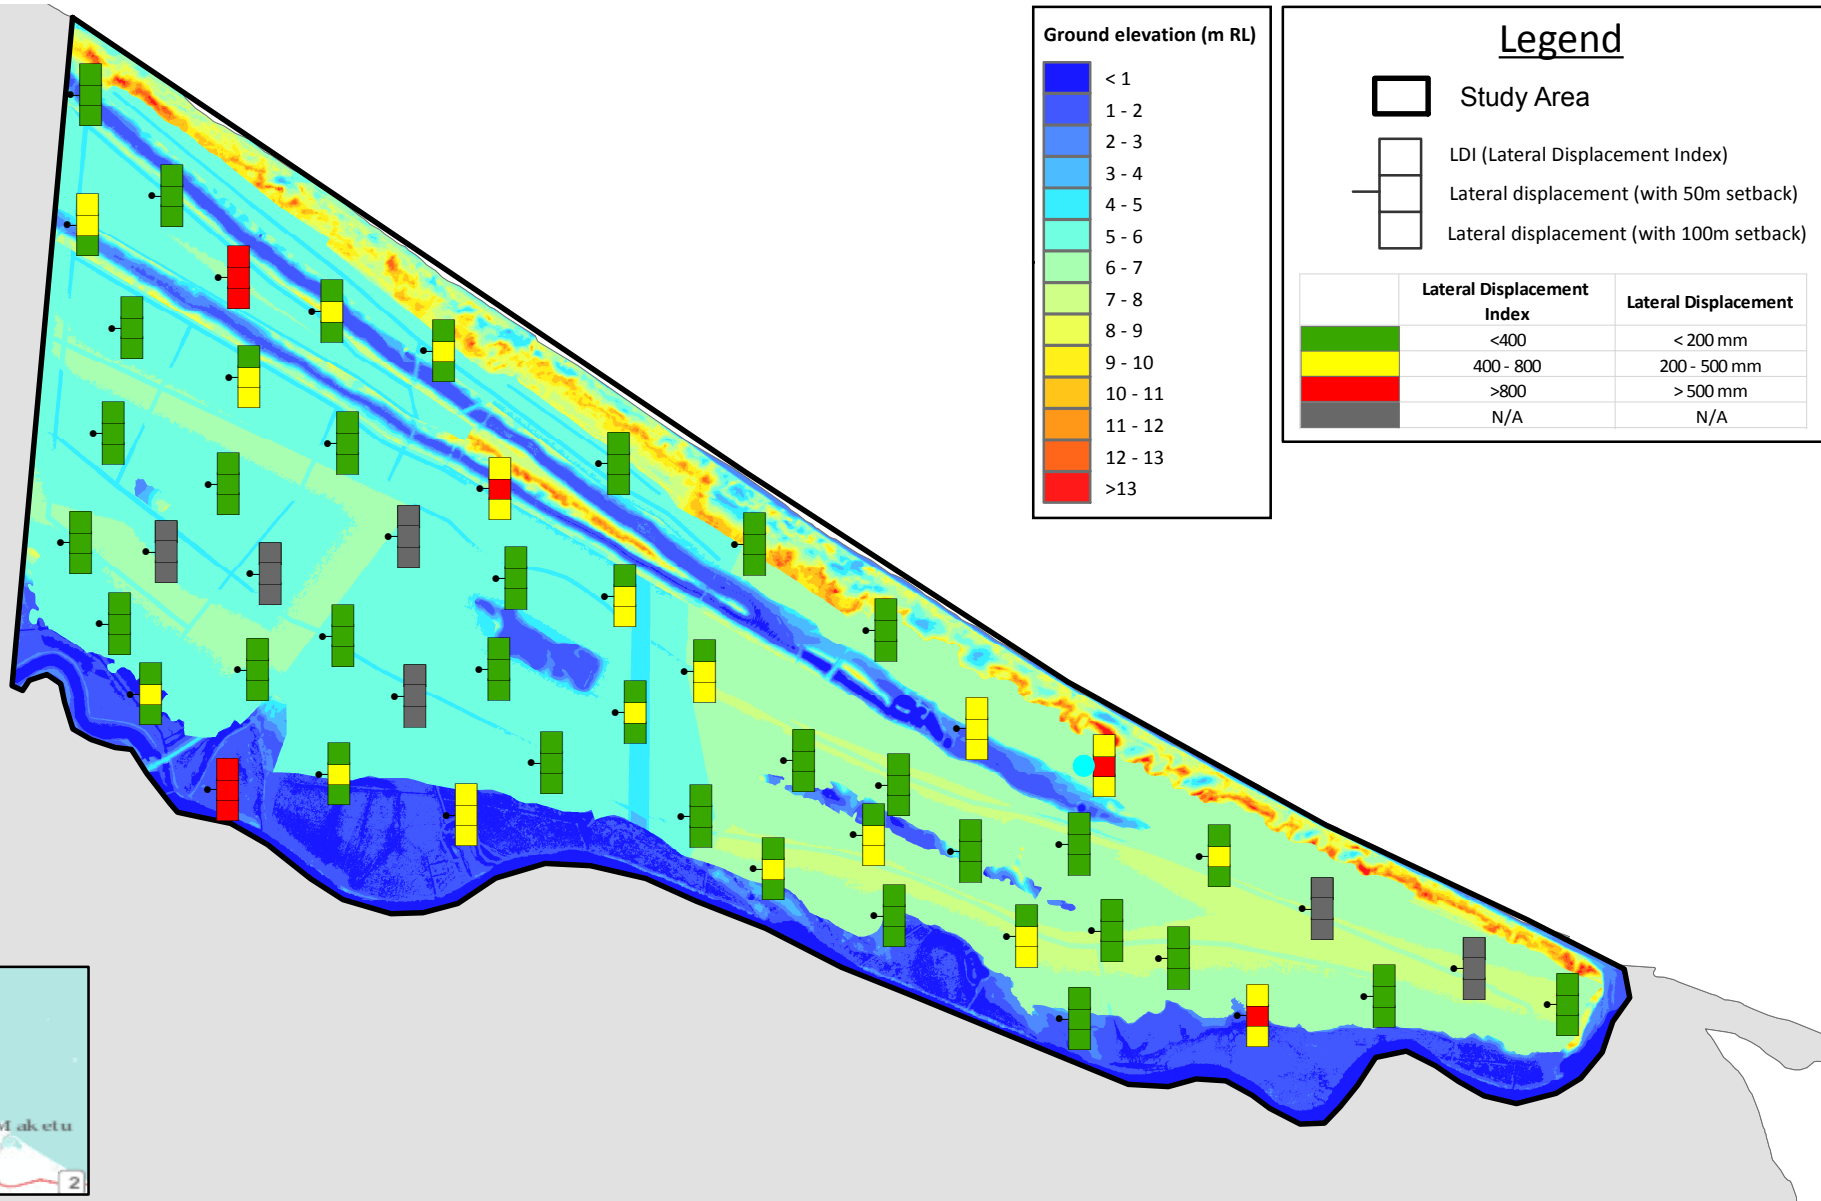 Ground elevation (m RL)
< 1
1 - 2
2 - 3
3 - 4
4 - 5
5 - 6
6 - 7
7 - 8
8 - 9
9 - 10
10 - 11
11 - 12
12 - 13
>13
Legend
Study Area
LDI (Lateral Displacement Index)
Lateral displacement (with 50m setback)
Lateral displacement (with 100m setback)
Lateral Displacement
Index
Lateral Displacement
<400
< 200 mm
400 - 800
200 - 500 mm
>800
> 500 mm
N/A
N/A
Maketu
2